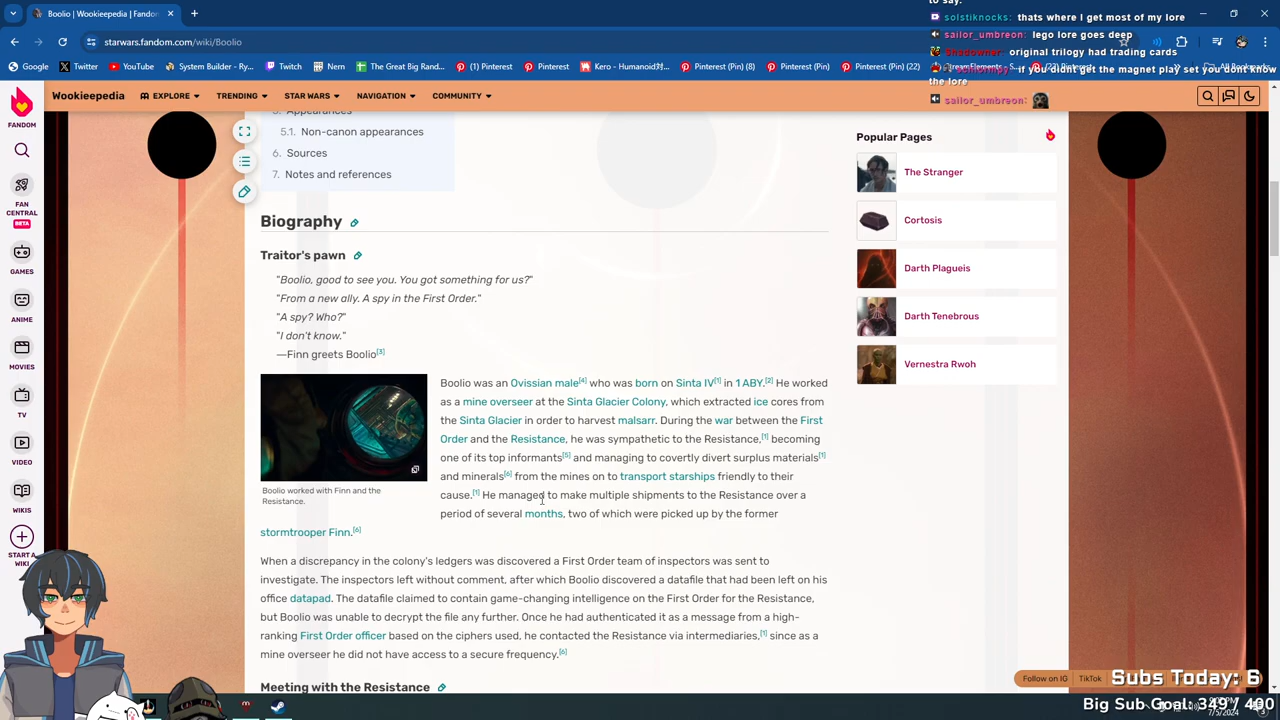 Boolio | Wookieepedia | Fandom
to say.
solstiknocks: thats where i get most of my lore
starwars.fandom.com/wiki/Boolio
sailor_umbreon: lego lore goes deep
Shadowner: original trilogy had trading cards
Google
Twitter
YouTube
System Builder - Ry...
Twitch
Nerm
The Great Big Rand...
(1) Pinterest
Pinterest
Kero - Humanoid...
Pinterest (Pin) (8)
Pinterest (Pin)
Pinterest (Pin) (22)
if you didnt get the magnet play set you dont know
the lore
Wookieepedia
EXPLORE
TRENDING
STAR WARS
NAVIGATION
COMMUNITY
sailor_umbreon:
FANDOM
FAN CENTRAL
BETA
GAMES
ANIME
MOVIES
TV
VIDEO
WIKIS
START A WIKI
5. Appearances
5.1. Non-canon appearances
6. Sources
7. Notes and references
Biography
Traitor's pawn
"Boolio, good to see you. You got something for us?"
"From a new ally. A spy in the First Order."
"A spy? Who?"
"I don't know."
—Finn greets Boolio[3]
Boolio worked with Finn and the
Resistance.
Boolio was an Ovissian male[4] who was born on Sinta IV[1] in 1 ABY.[2] He worked
as a mine overseer at the Sinta Glacier Colony, which extracted ice cores from
the Sinta Glacier in order to harvest malsarr. During the war between the First
Order and the Resistance, he was sympathetic to the Resistance,[1] becoming
one of its top informants[5] and managing to covertly divert surplus materials[1]
and minerals[6] from the mines on to transport starships friendly to their
cause.[1] He managed to make multiple shipments to the Resistance over a
period of several months, two of which were picked up by the former
stormtrooper Finn.[6]
When a discrepancy in the colony's ledgers was discovered a First Order team of inspectors was sent to
investigate. The inspectors left without comment, after which Boolio discovered a datafile that had been left on his
office datapad. The datafile claimed to contain game-changing intelligence on the First Order for the Resistance,
but Boolio was unable to decrypt the file any further. Once he had authenticated it as a message from a high-
ranking First Order officer based on the ciphers used, he contacted the Resistance via intermediaries,[1] since as a
mine overseer he did not have access to a secure frequency.[6]
Meeting with the Resistance
Popular Pages
The Stranger
Cortosis
Darth Plagueis
Darth Tenebrous
Vernestra Rwoh
Follow on IG
TikTok
Subs Today: 6
Big Sub Goal: 349 / 400
7/5/2024